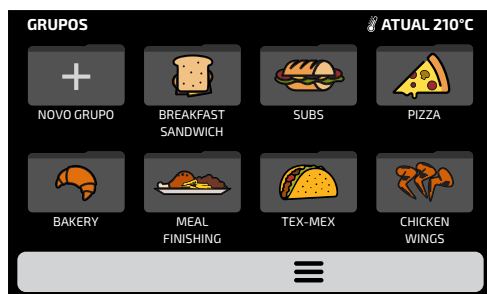 GRUPOS
ATUAL 210°C
NOVO GRUPO
BREAKFAST
SANDWICH
SUBS
PIZZA
BAKERY
MEAL
FINISHING
TEX-MEX
CHICKEN
WINGS